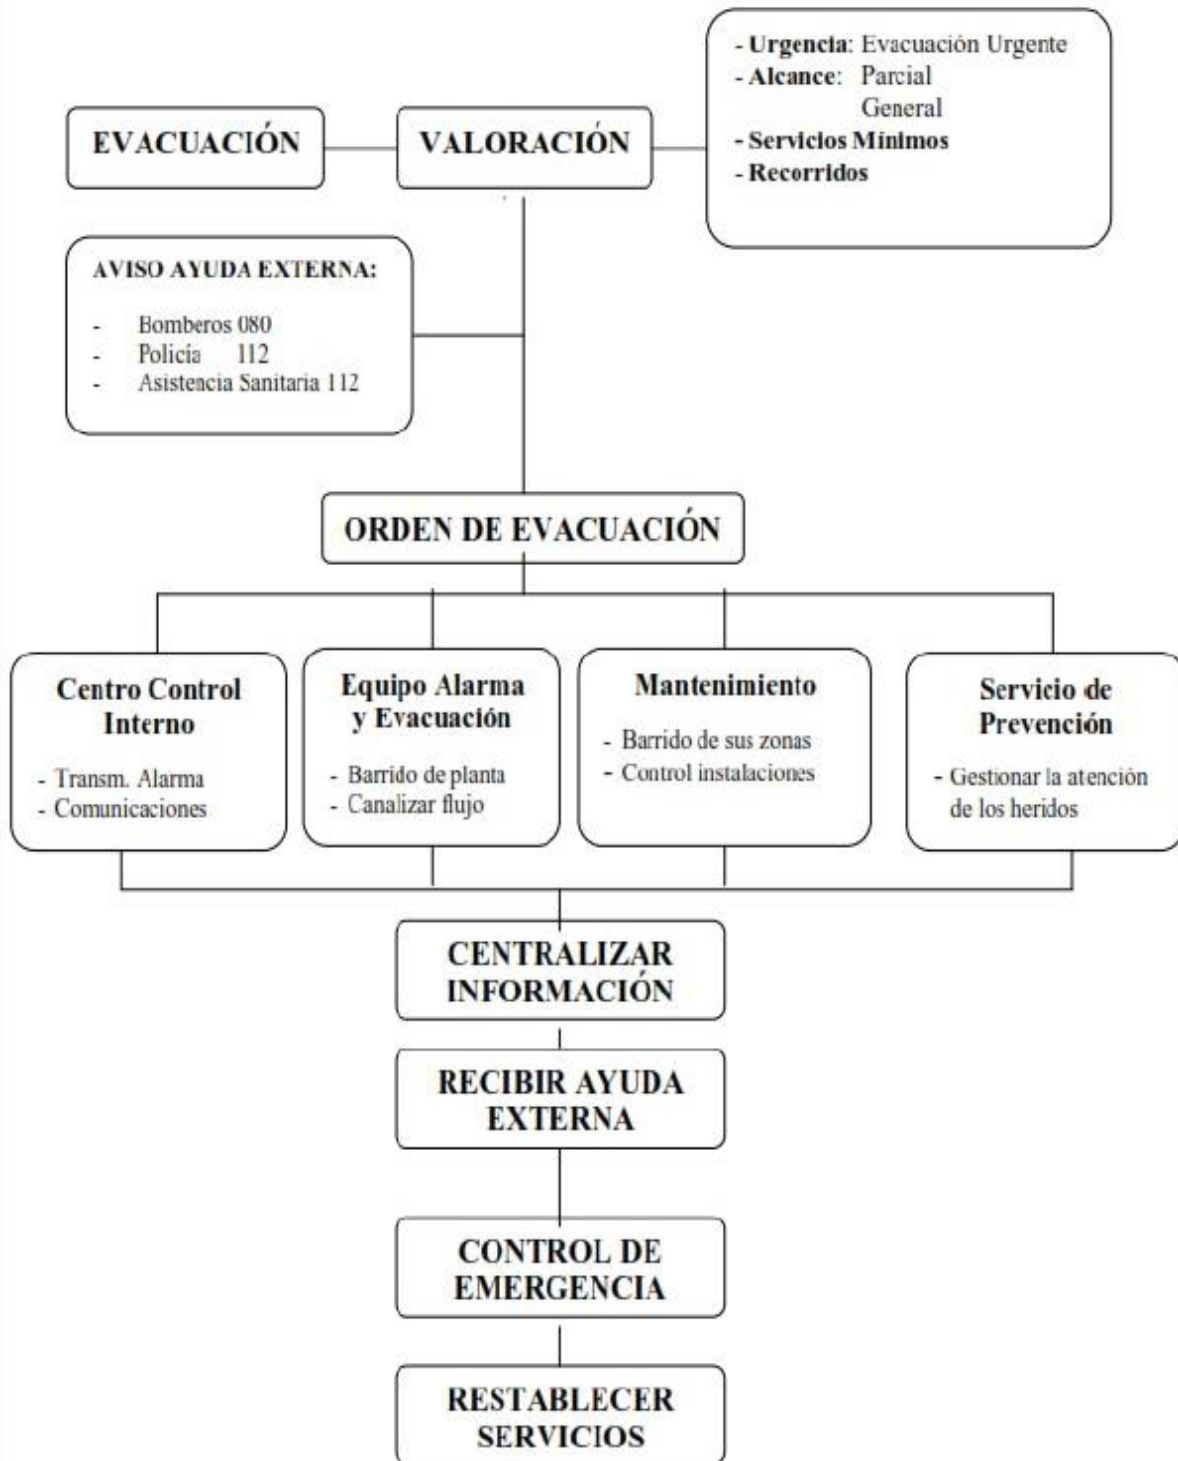 EVACUACIÓN
VALORACIÓN
- Urgencia: Evacuación Urgente
- Alcance: Parcial
General
- Servicios Mínimos
- Recorridos
AVISO AYUDA EXTERNA:
- Bomberos 080
- Policía 112
- Asistencia Sanitaria 112
ORDEN DE EVACUACIÓN
Centro Control
Interno
- Transm. Alarma
- Comunicaciones
Equipo Alarma
y Evacuación
- Barrido de planta
- Canalizar flujo
Mantenimiento
- Barrido de sus zonas
- Control instalaciones
Servicio de
Prevención
- Gestionar la atención
de los heridos
CENTRALIZAR
INFORMACIÓN
RECIBIR AYUDA
EXTERNA
CONTROL DE
EMERGENCIA
RESTABLECER
SERVICIOS